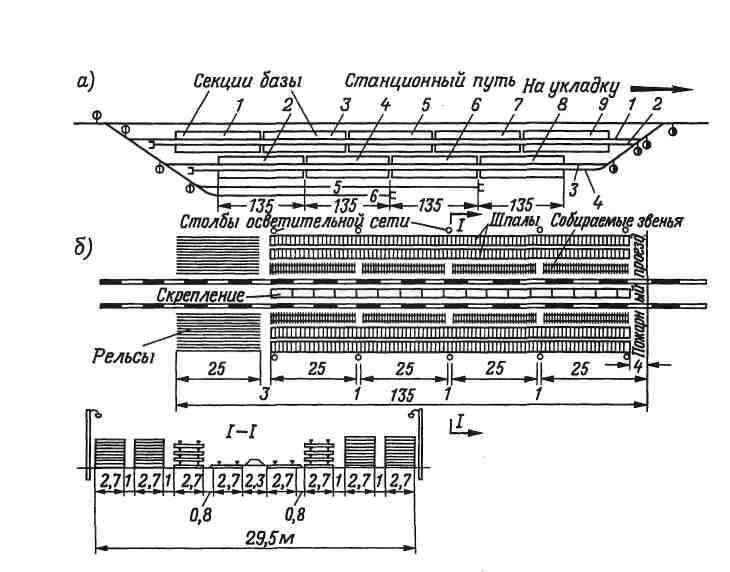 а)
Секции базы
Станционный путь
На укладку
1 2 3 4 5 6 7 8 9 1 2
5 3 4
6
135 135 135 135
Столбы осветительной сети
I
Шпалы
Собираемые звенья
б)
Скрепление
Пожарный проезд
Рельсы
25 25 25 25 25 4
3 1 1 1
135
I–I
I
2,7 1 2,7 1 2,7 2,7 2,3 2,7 2,7 1 2,7 1 2,7
0,8 0,8
29,5м